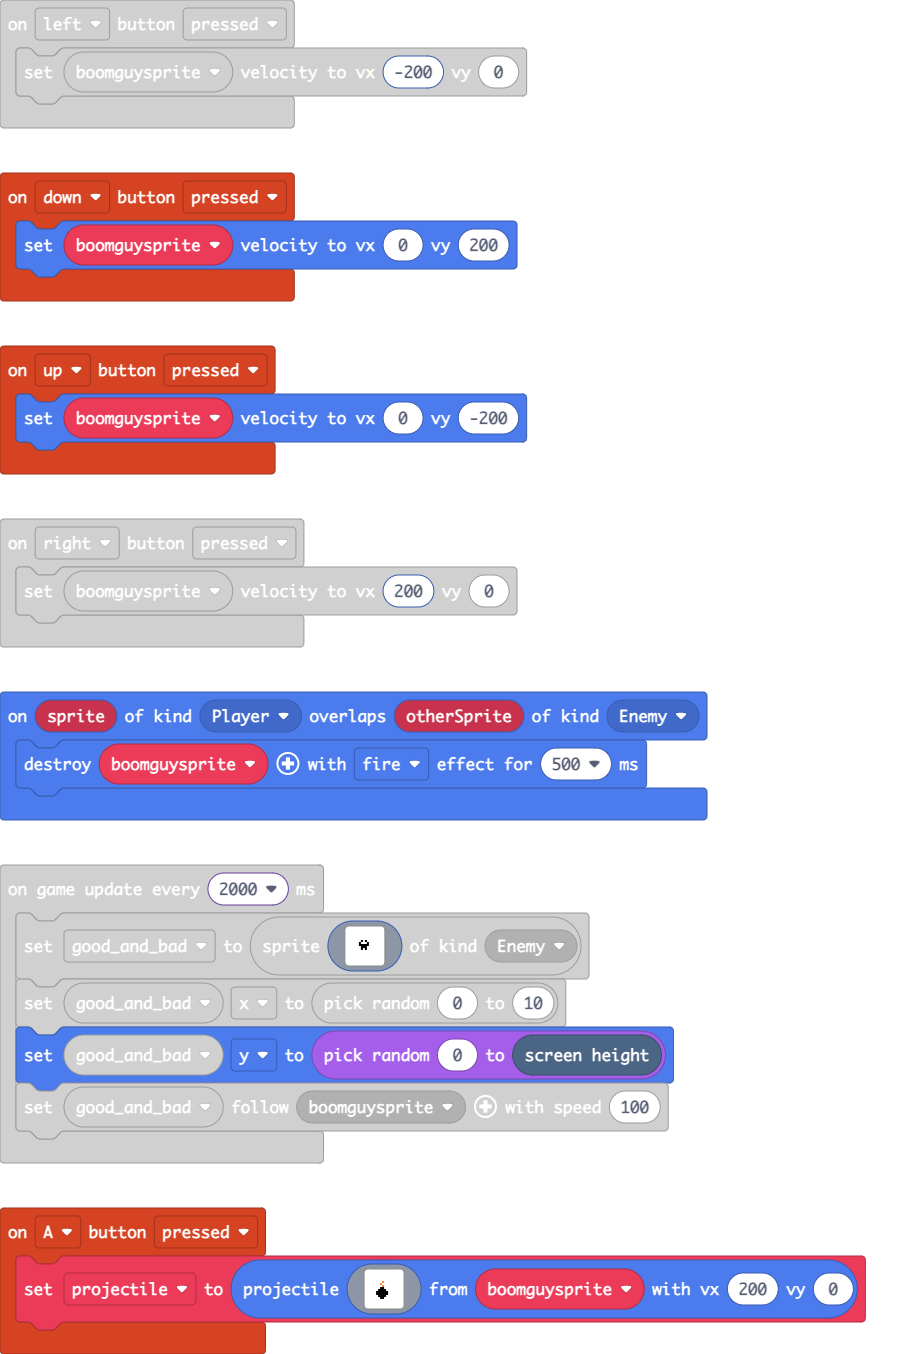 on left button pressed
set boomguysprite velocity to vx -200 vy 0
on down button pressed
set boomguysprite velocity to vx 0 vy 200
on up button pressed
set boomguysprite velocity to vx 0 vy -200
on right button pressed
set boomguysprite velocity to vx 200 vy 0
on sprite of kind Player overlaps otherSprite of kind Enemy
destroy boomguysprite with fire effect for 500 ms
on game update every 2000 ms
set good_and_bad to sprite of kind Enemy
set good_and_bad x to pick random 0 to 10
set good_and_bad y to pick random 0 to screen height
set good_and_bad follow boomguysprite with speed 100
on A button pressed
set projectile to projectile from boomguysprite with vx 200 vy 0